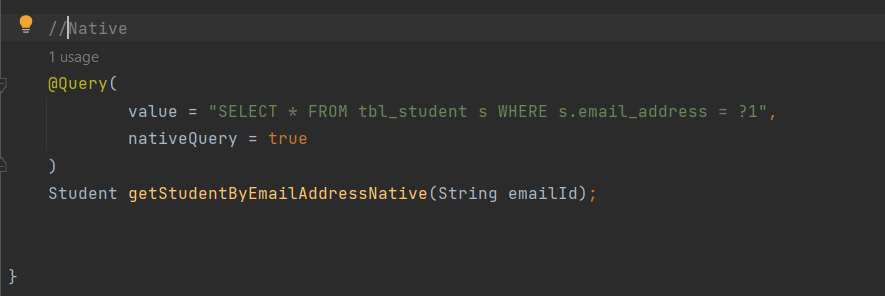 //Native
1 usage
@Query(
value = "SELECT * FROM tbl_student s WHERE s.email_address = ?1",
nativeQuery = true
)
Student getStudentByEmailAddressNative(String emailId);
}